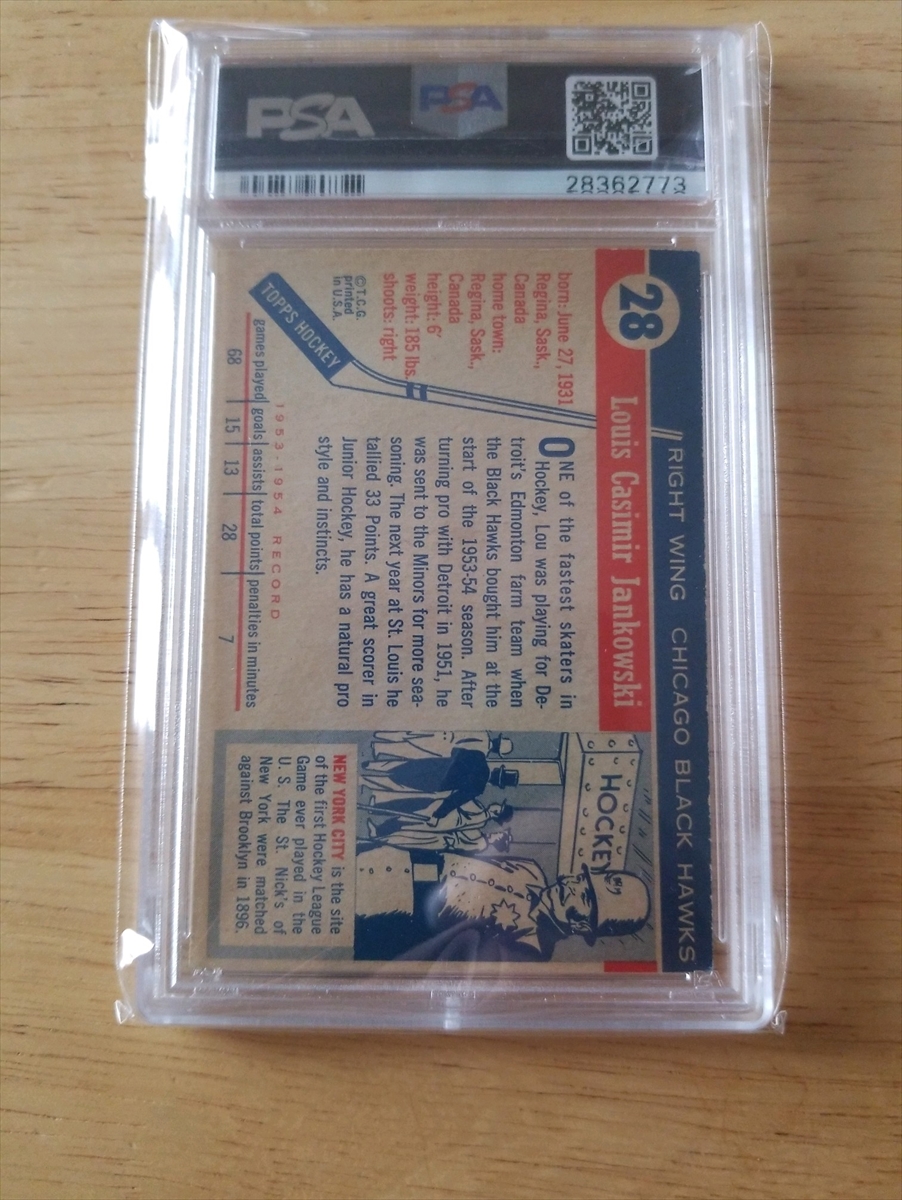 PSA
PSA
28362773
28
RIGHT WING CHICAGO BLACK HAWKS
Louis Casimir Jankowski
born: June 27, 1931
Regina, Sask.,
Canada
home town:
Regina, Sask.,
Canada
height: 6'
weight: 185 lbs.
shoots: right
© T.C.G.
printed
in U.S.A.
TOPPS HOCKEY
ONE of the fastest skaters in
Hockey, Lou was playing for De-
troit's Edmonton farm team when
the Black Hawks bought him at the
start of the 1953-54 season. After
turning pro with Detroit in 1951, he
was sent to the Minors for more sea-
soning. The next year at St. Louis he
tallied 33 Points. A great scorer in
Junior Hockey, he has a natural pro
style and instincts.
1953-1954 RECORD
games played goals assists total points penalties in minutes
68 15 13 28 7
HOCKEY
NEW YORK CITY is the site
of the first Hockey League
Game ever played in the
U. S. The St. Nick's of
New York were matched
against Brooklyn in 1896.